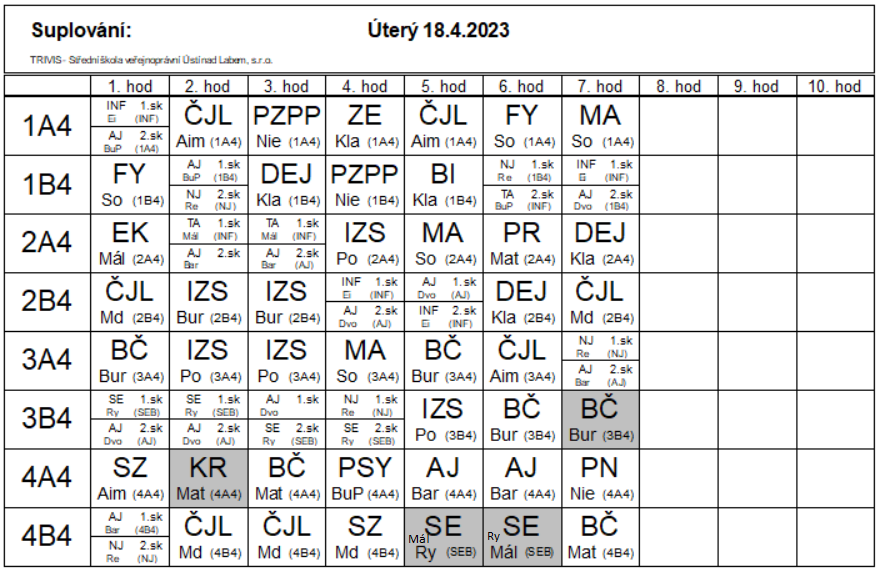 Suplování: Úterý 18.4.2023
TRIVIS - Střední škola veřejnoprávní Ústí nad Labem, s.r.o.
1. hod 2. hod 3. hod 4. hod 5. hod 6. hod 7. hod 8. hod 9. hod 10. hod
1A4
INF 1.sk
Ei (INF)
AJ 2.sk
BuP (1A4)
ČJL
Aim (1A4)
PZPP
Nie (1A4)
ZE
Kla (1A4)
ČJL
Aim (1A4)
FY
So (1A4)
MA
So (1A4)
1B4
FY
So (1B4)
AJ 1.sk
BuP (1B4)
NJ 2.sk
Re (NJ)
DEJ
Kla (1B4)
PZPP
Nie (1B4)
BI
Kla (1B4)
NJ 1.sk
Re (1B4)
TA 2.sk
BuP (INF)
INF 1.sk
Ei (INF)
AJ 2.sk
Dvo (1B4)
2A4
EK
Mál (2A4)
TA 1.sk
Mál (INF)
AJ 2.sk
Bar
TA 1.sk
Mál (INF)
AJ 2.sk
Bar (AJ)
IZS
Po (2A4)
MA
So (2A4)
PR
Mat (2A4)
DEJ
Kla (2A4)
2B4
ČJL
Md (2B4)
IZS
Bur (2B4)
IZS
Bur (2B4)
INF 1.sk
Ei (INF)
AJ 2.sk
Dvo (AJ)
AJ 1.sk
Dvo (AJ)
INF 2.sk
Ei (INF)
DEJ
Kla (2B4)
ČJL
Md (2B4)
3A4
BČ
Bur (3A4)
IZS
Po (3A4)
IZS
Po (3A4)
MA
So (3A4)
BČ
Bur (3A4)
ČJL
Aim (3A4)
NJ 1.sk
Re (NJ)
AJ 2.sk
Bar (AJ)
3B4
SE 1.sk
Ry (SEB)
AJ 2.sk
Dvo (AJ)
SE 1.sk
Ry (SEB)
AJ 2.sk
Dvo (AJ)
AJ 1.sk
Dvo
SE 2.sk
Ry (SEB)
NJ 1.sk
Re (NJ)
SE 2.sk
Ry (SEB)
IZS
Po (3B4)
BČ
Bur (3B4)
BČ
Bur (3B4)
4A4
SZ
Aim (4A4)
KR
Mat (4A4)
BČ
Mat (4A4)
PSY
BuP (4A4)
AJ
Bar (4A4)
AJ
Bar (4A4)
PN
Nie (4A4)
4B4
AJ 1.sk
Bar (4B4)
NJ 2.sk
Re (NJ)
ČJL
Md (4B4)
ČJL
Md (4B4)
SZ
Md (4B4)
SE
Mál
Ry (SEB)
SE
Ry
Mál (SEB)
BČ
Mat (4B4)